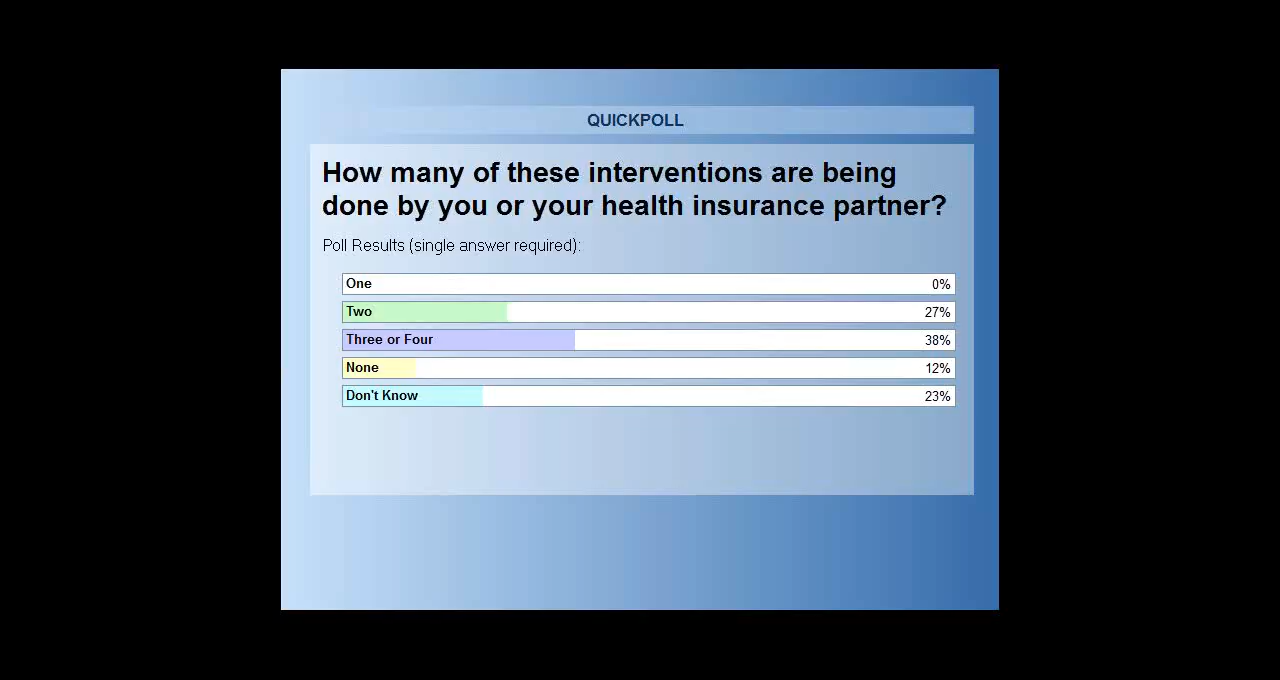 QUICKPOLL
How many of these interventions are being
done by you or your health insurance partner?
Poll Results (single answer required):
One 0%
Two 27%
Three or Four 38%
None 12%
Don't Know 23%